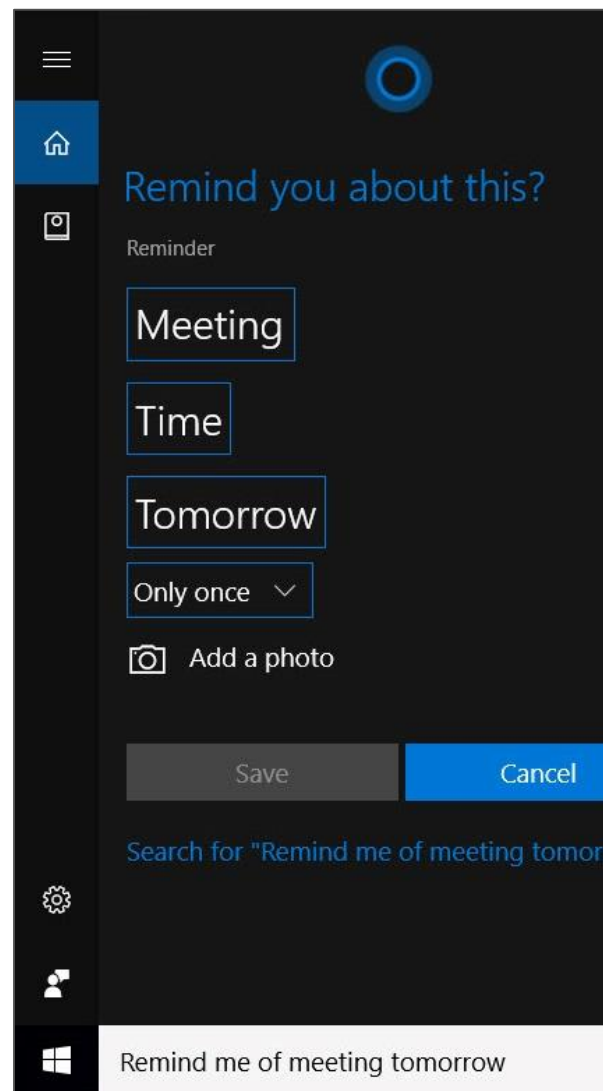 Remind you about this?
Reminder
Meeting
Time
Tomorrow
Only once
Add a photo
Save Cancel
Search for "Remind me of meeting tomor
Remind me of meeting tomorrow